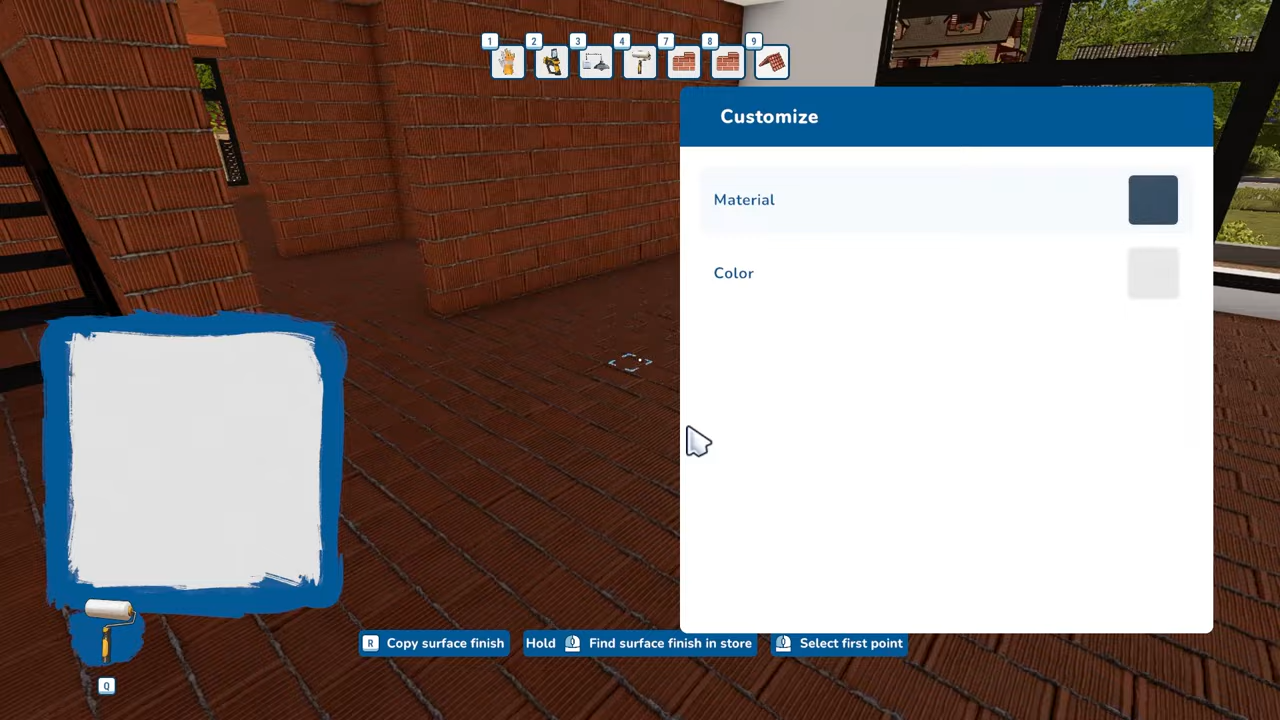 1 2 3 4 7 8 9
Customize
Material
Color
R Copy surface finish Hold Find surface finish in store Select first point
Q